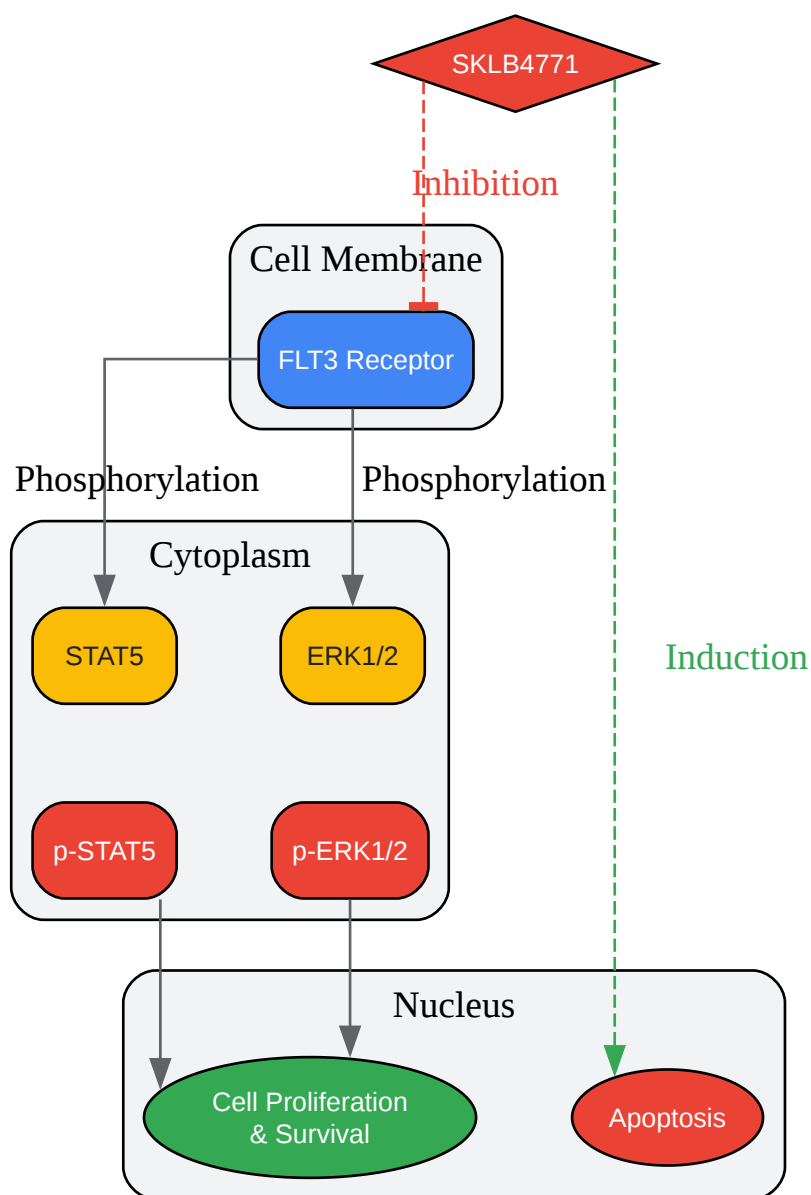 SKLB4771
Inhibition
Cell Membrane
FLT3 Receptor
Phosphorylation
Phosphorylation
Cytoplasm
STAT5
ERK1/2
Induction
p-STAT5
p-ERK1/2
Nucleus
Cell Proliferation
& Survival
Apoptosis